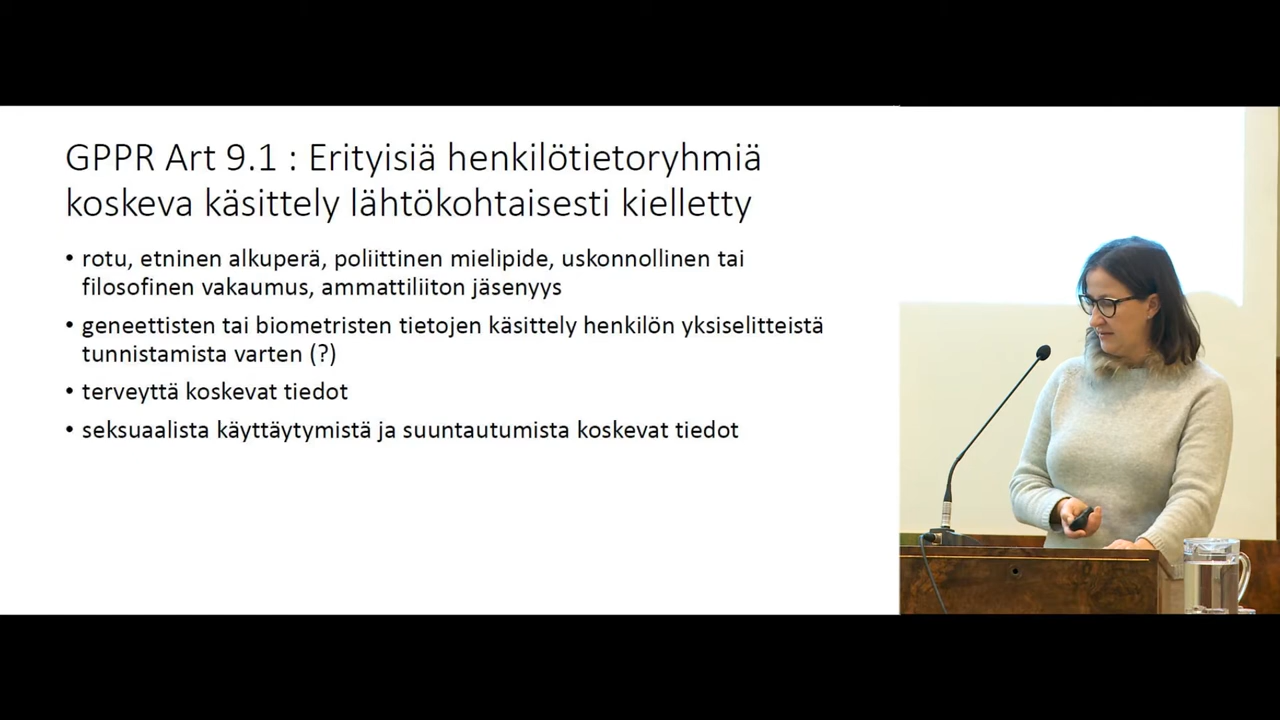 GPPR Art 9.1 : Erityisiä henkilötietoryhmiä
koskeva käsittely lähtökohtaisesti kielletty
• rotu, etninen alkuperä, poliittinen mielipide, uskonnollinen tai
filosofinen vakaumus, ammattiliiton jäsenyys
• geneettisten tai biometristen tietojen käsittely henkilön yksiselitteistä
tunnistamista varten (?)
• terveyttä koskevat tiedot
• seksuaalista käyttäytymistä ja suuntautumista koskevat tiedot